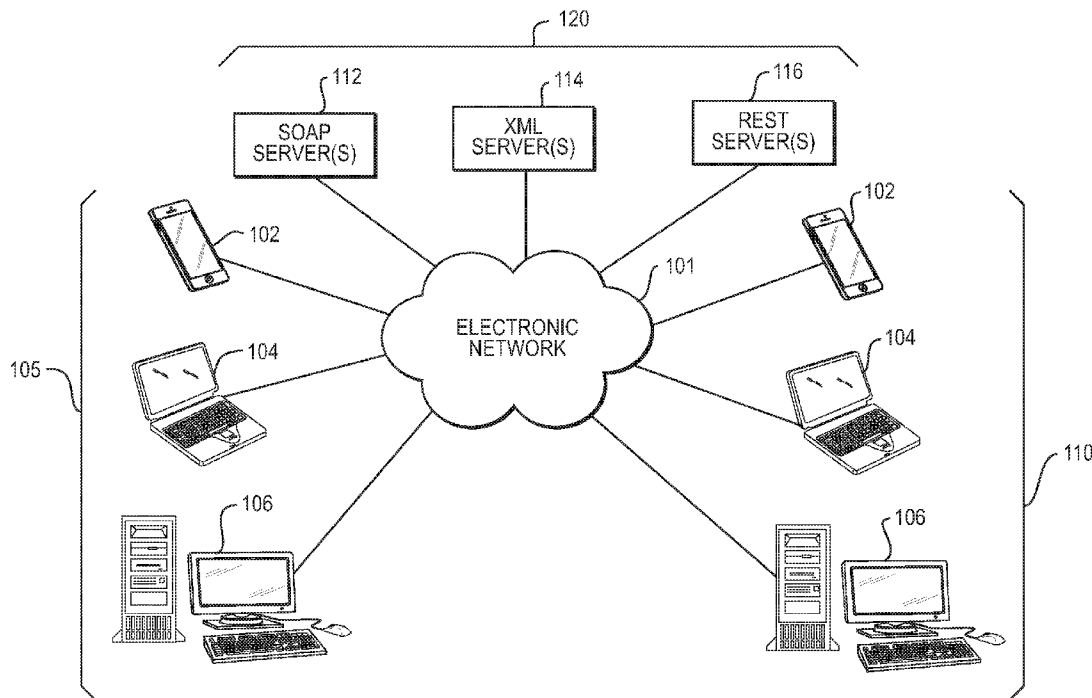 120
112
114
116
SOAP
SERVER(S)
XML
SERVER(S)
REST
SERVER(S)
102
102
101
ELECTRONIC
NETWORK
104
104
105
110
106
106